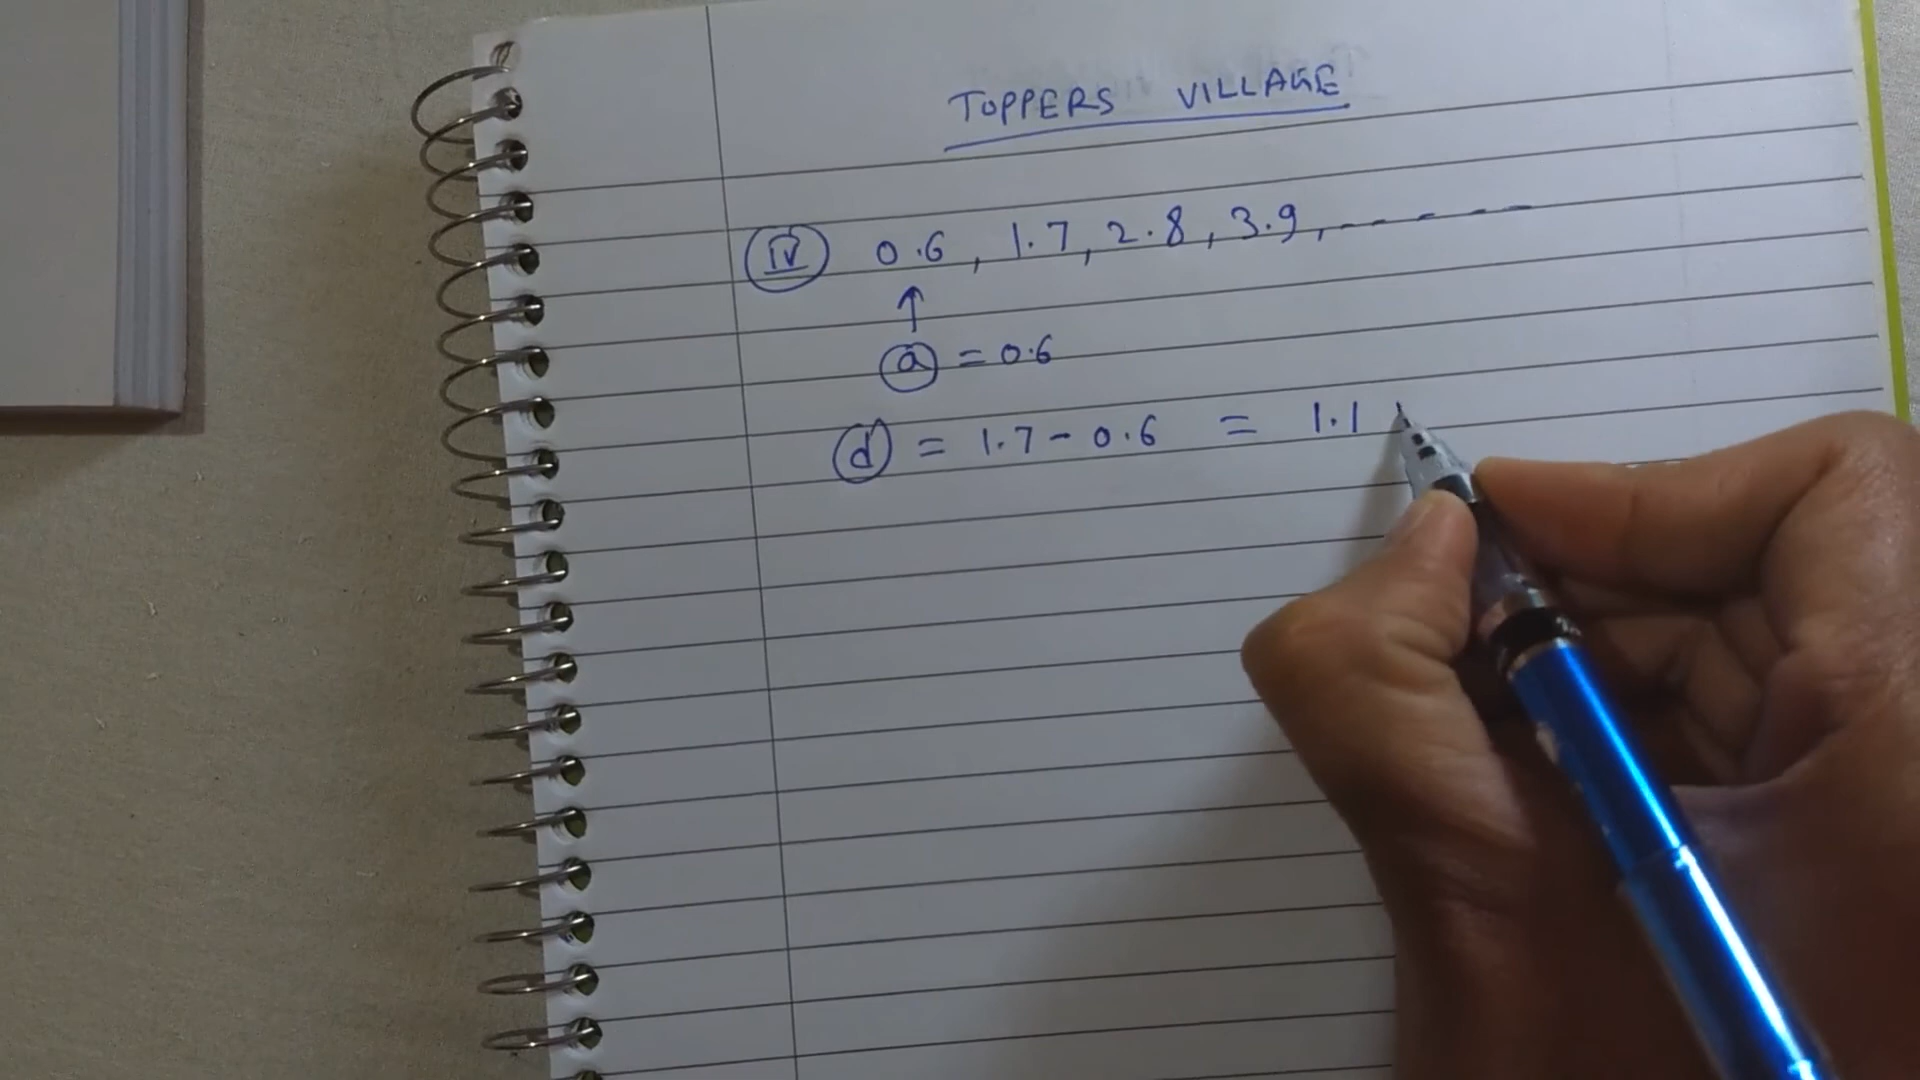 TOPPERS VILLAGE
IV 0.6, 1.7, 2.8, 3.9, - - - - - -
↑
a = 0.6
d = 1.7 - 0.6 = 1.1